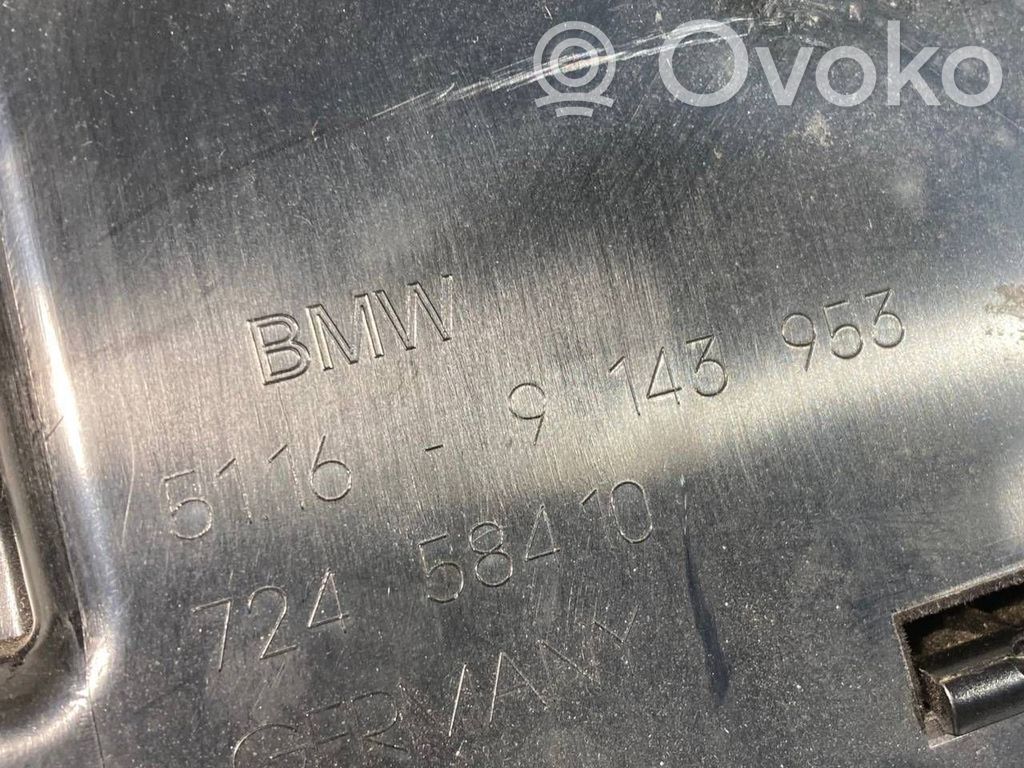 Ovoko
BMW
5116 - 9 143 953
724 584 10
GERMANY